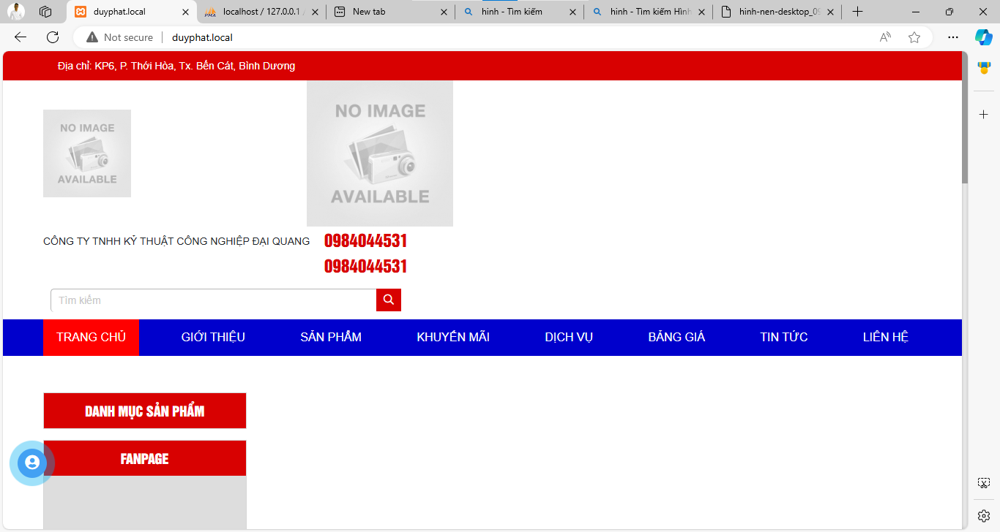 duyphat.local
localhost / 127.0.0.1 /
New tab
hinh - Tìm kiếm
hinh - Tìm kiếm Hình
hinh-nen-desktop_09
Not secure
duyphat.local
Địa chỉ: KP6, P. Thới Hòa, Tx. Bến Cát, Bình Dương
NO IMAGE
AVAILABLE
NO IMAGE
AVAILABLE
CÔNG TY TNHH KỸ THUẬT CÔNG NGHIỆP ĐẠI QUANG
0984044531
0984044531
Tìm kiếm
TRANG CHỦ
GIỚI THIỆU
SẢN PHẨM
KHUYẾN MÃI
DỊCH VỤ
BẢNG GIÁ
TIN TỨC
LIÊN HỆ
DANH MỤC SẢN PHẨM
FANPAGE